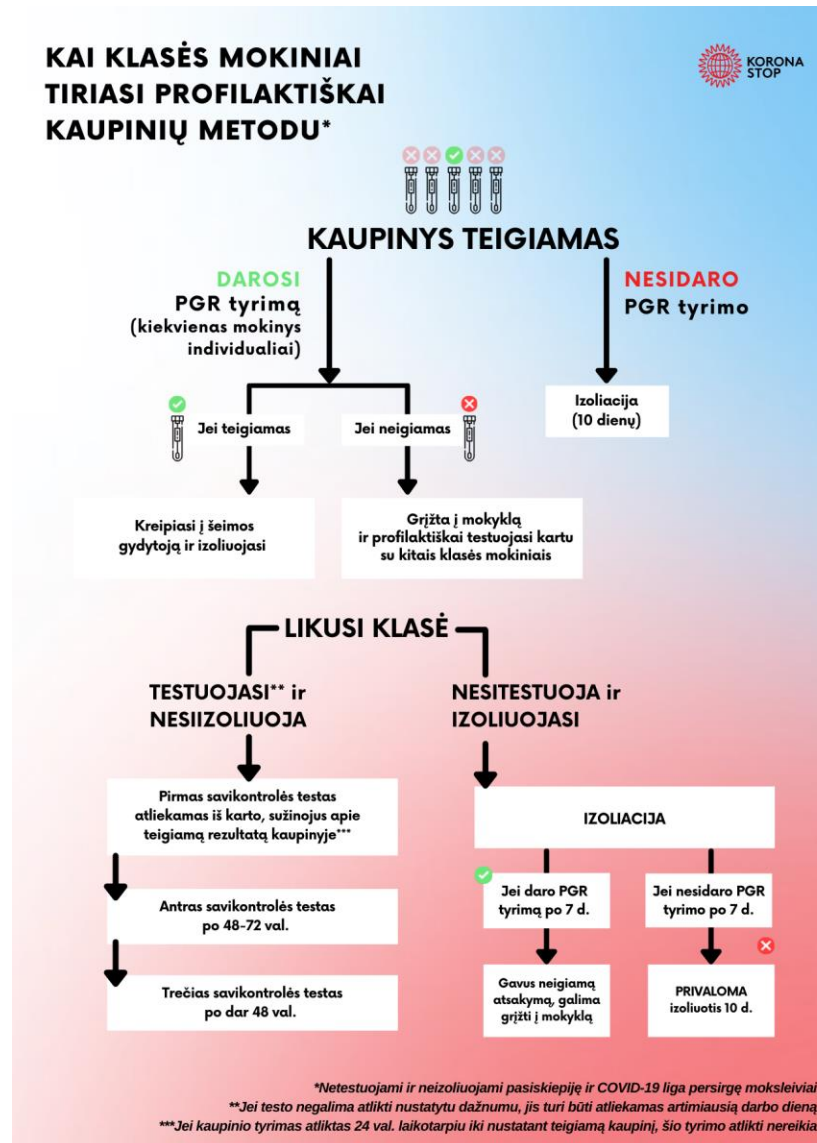 KAI KLASĖS MOKINIAI
TIRIASI PROFILAKTIŠKAI
KAUPINIŲ METODU*
KORONA
STOP
KAUPINYS TEIGIAMAS
DAROSI
PGR tyrimą
(kiekvienas mokinys
individualiai)
NESIDARO
PGR tyrimo
Jei teigiamas
Jei neigiamas
Izoliacija
(10 dienų)
Kreipiasi į šeimos
gydytoją ir izoliuojasi
Grįžta į mokyklą
ir profilaktiškai testuojasi kartu
su kitais klasės mokiniais
LIKUSI KLASĖ
TESTUOJASI** ir
NESIIZOLIUOJA
NESITESTUOJA ir
IZOLIUOJASI
Pirmas savikontrolės testas
atliekamas iš karto, sužinojus apie
teigiamą rezultatą kaupinyje***
Antras savikontrolės testas
po 48-72 val.
Trečias savikontrolės testas
po dar 48 val.
IZOLIACIJA
Jei daro PGR
tyrimą po 7 d.
Jei nesidaro PGR
tyrimo po 7 d.
Gavus neigiamą
atsakymą, galima
grįžti į mokyklą
PRIVALOMA
izoliuotis 10 d.
*Netestuojami ir neizoliuojami pasiskiepiję ir COVID-19 liga persirgę moksleiviai
**Jei testo negalima atlikti nustatytu dažnumu, jis turi būti atliekamas artimiausią darbo dieną
***Jei kaupinio tyrimas atliktas 24 val. laikotarpiu iki nustatant teigiamą kaupinį, šio tyrimo atlikti nereikia